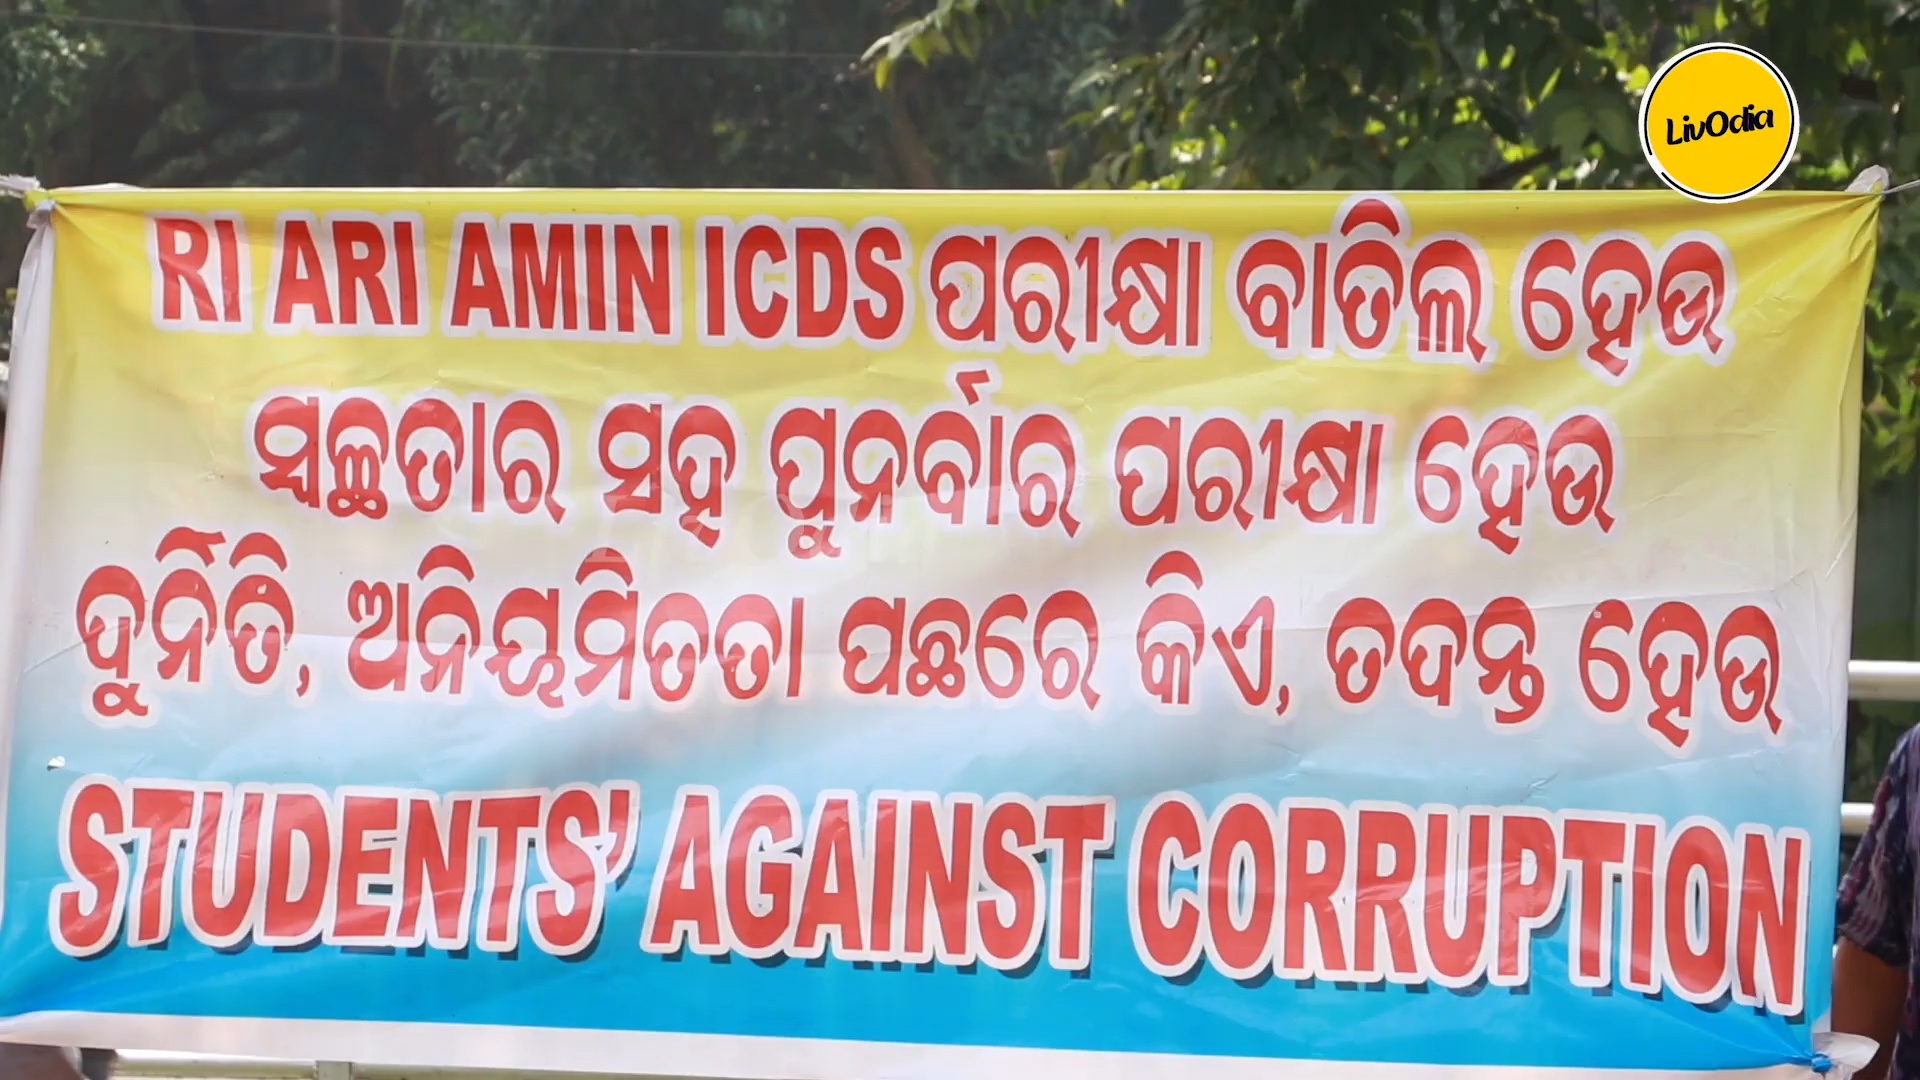 LivOdia
RI ARI AMIN ICDS ପରୀକ୍ଷା ବାତିଲ ହେଉ
ସ୍ୱଚ୍ଛତାର ସହ ପୁନର୍ବାର ପରୀକ୍ଷା ହେଉ
ଦୁର୍ନିତି, ଅନିୟମିତତା ପଛରେ କିଏ, ତଦନ୍ତ ହେଉ
STUDENTS' AGAINST CORRUPTION